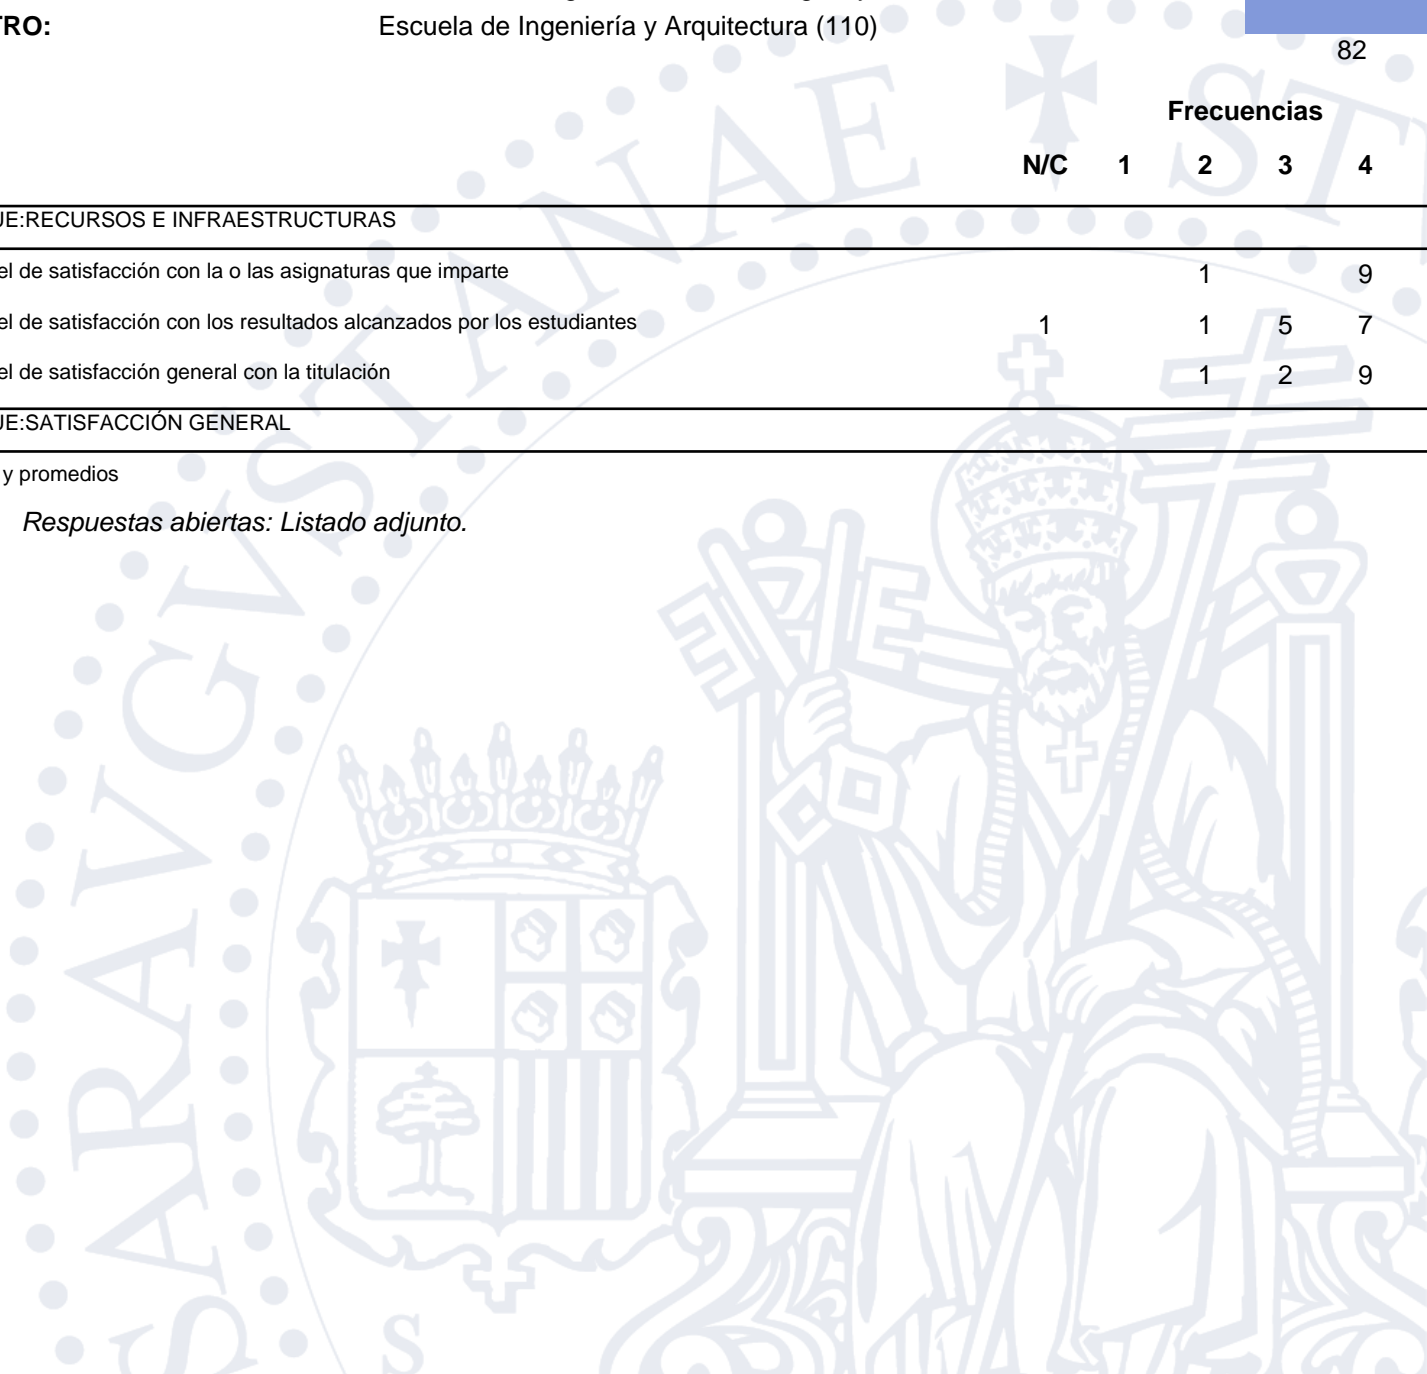 TRO: Escuela de Ingeniería y Arquitectura (110)
82
Frecuencias
N/C 1 2 3 4
UE:RECURSOS E INFRAESTRUCTURAS
el de satisfacción con la o las asignaturas que imparte 1 9
el de satisfacción con los resultados alcanzados por los estudiantes 1 1 5 7
el de satisfacción general con la titulación 1 2 9
UE:SATISFACCIÓN GENERAL
y promedios
Respuestas abiertas: Listado adjunto.